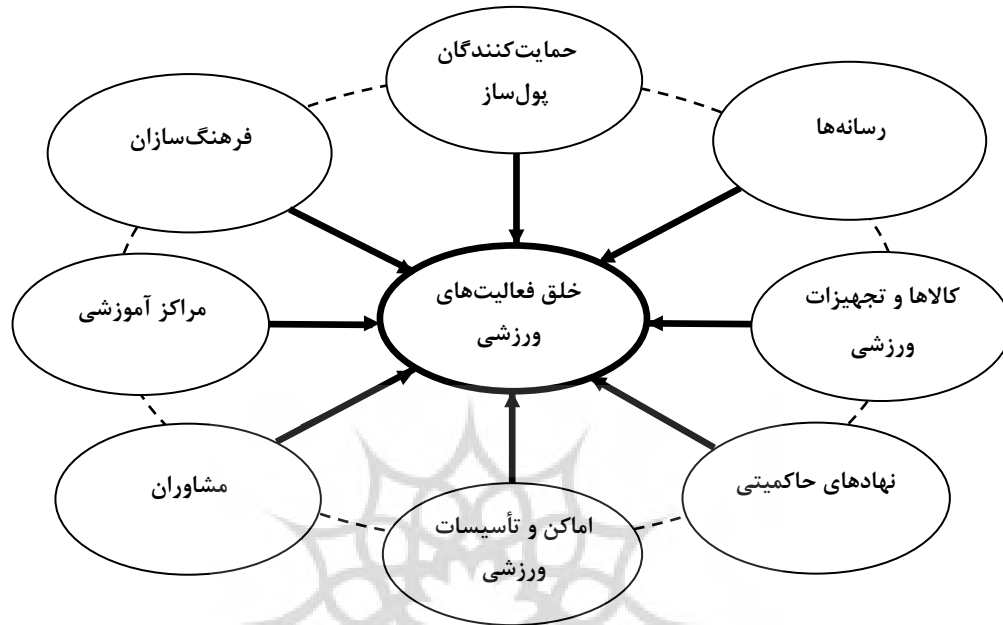 حمایت‌کنندگان
پول‌ساز
رسانه‌ها
فرهنگ‌سازان
خلق فعالیت‌های
ورزشی
کالاها و تجهیزات
ورزشی
مراکز آموزشی
نهادهای حاکمیتی
مشاوران
اماکن و تأسیسات
ورزشی